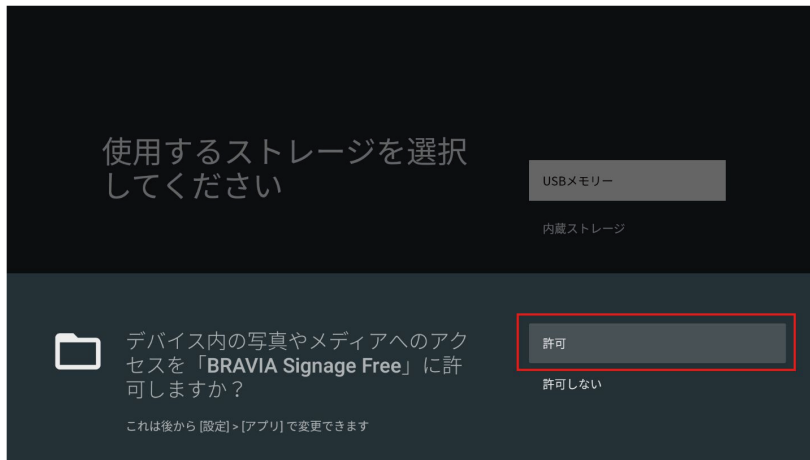 使用するストレージを選択
してください
USBメモリー
内蔵ストレージ
デバイス内の写真やメディアへのアク
セスを「BRAVIA Signage Free」に許
可しますか？
これは後から [設定] > [アプリ] で変更できます
許可
許可しない